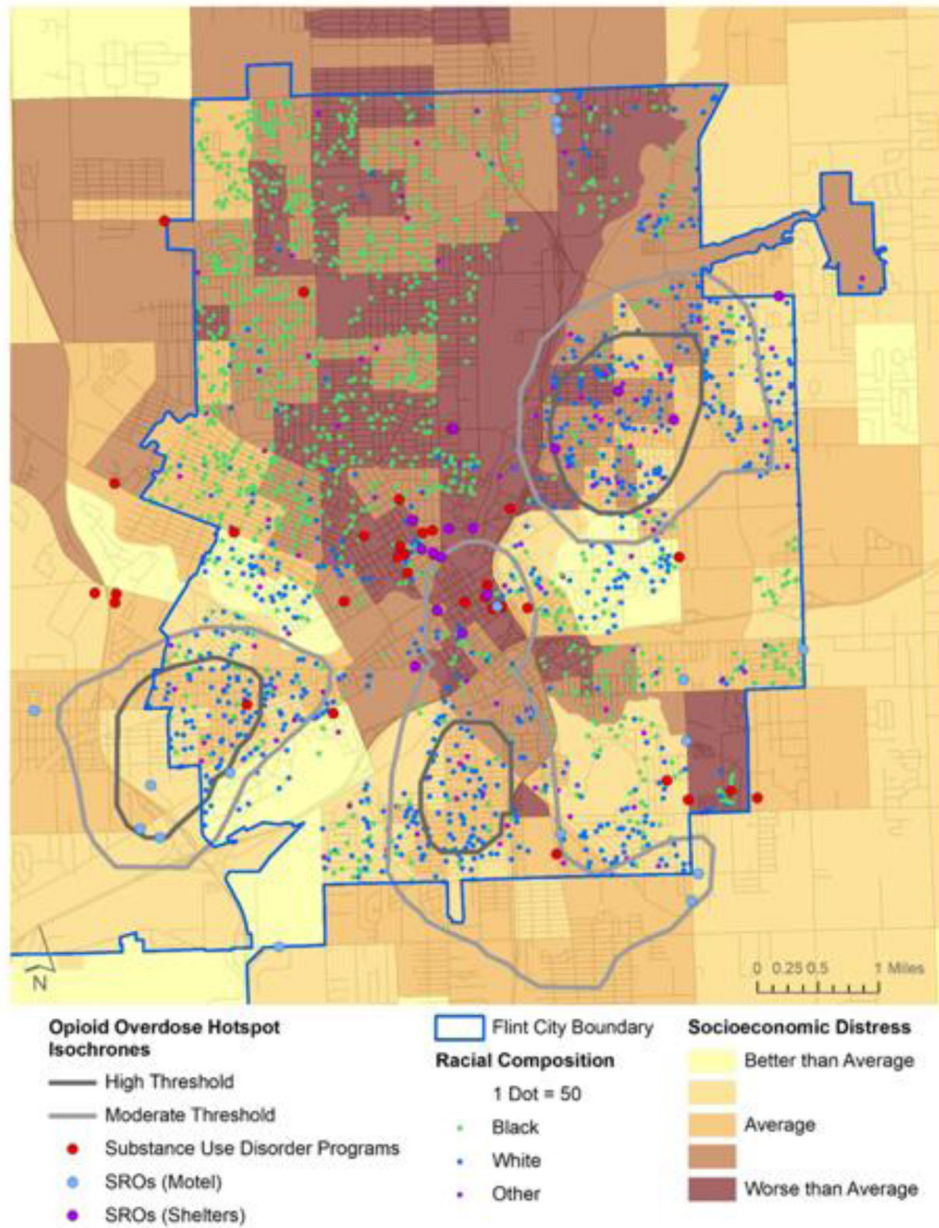 N
0 0.25 0.5 1 Miles
Opioid Overdose Hotspot
Isochrones
High Threshold
Moderate Threshold
Substance Use Disorder Programs
SROs (Motel)
SROs (Shelters)
Flint City Boundary
Racial Composition
1 Dot = 50
Black
White
Other
Socioeconomic Distress
Better than Average
Average
Worse than Average